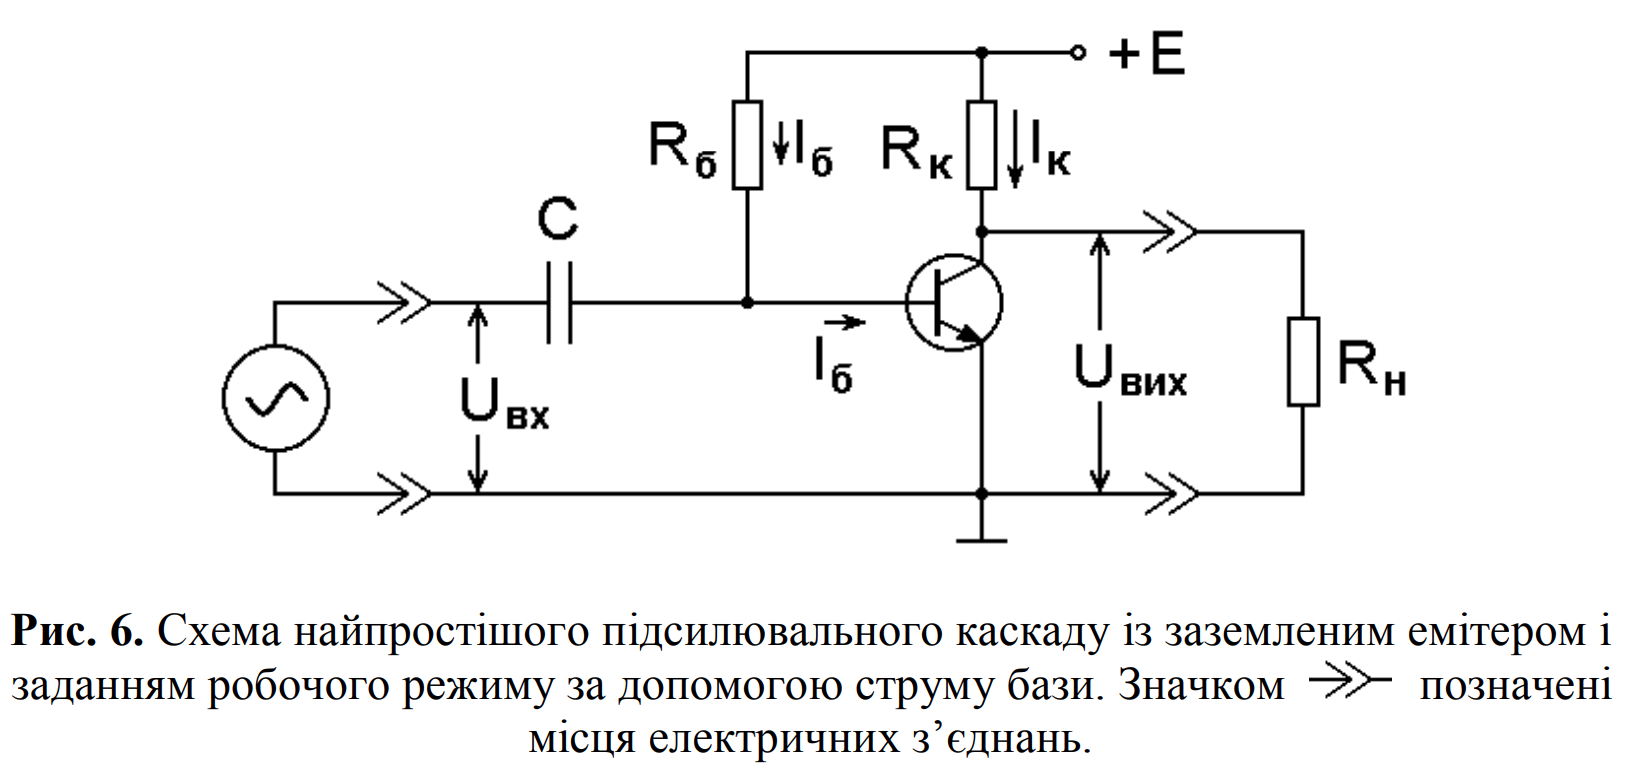 +E
Rб
Iб
Rк
Iк
C
Uвх
Iб
Uвих
Rн
Рис. 6. Схема найпростішого підсилювального каскаду із заземленим емітером і
заданням робочого режиму за допомогою струму бази. Значком позначені
місця електричних з’єднань.